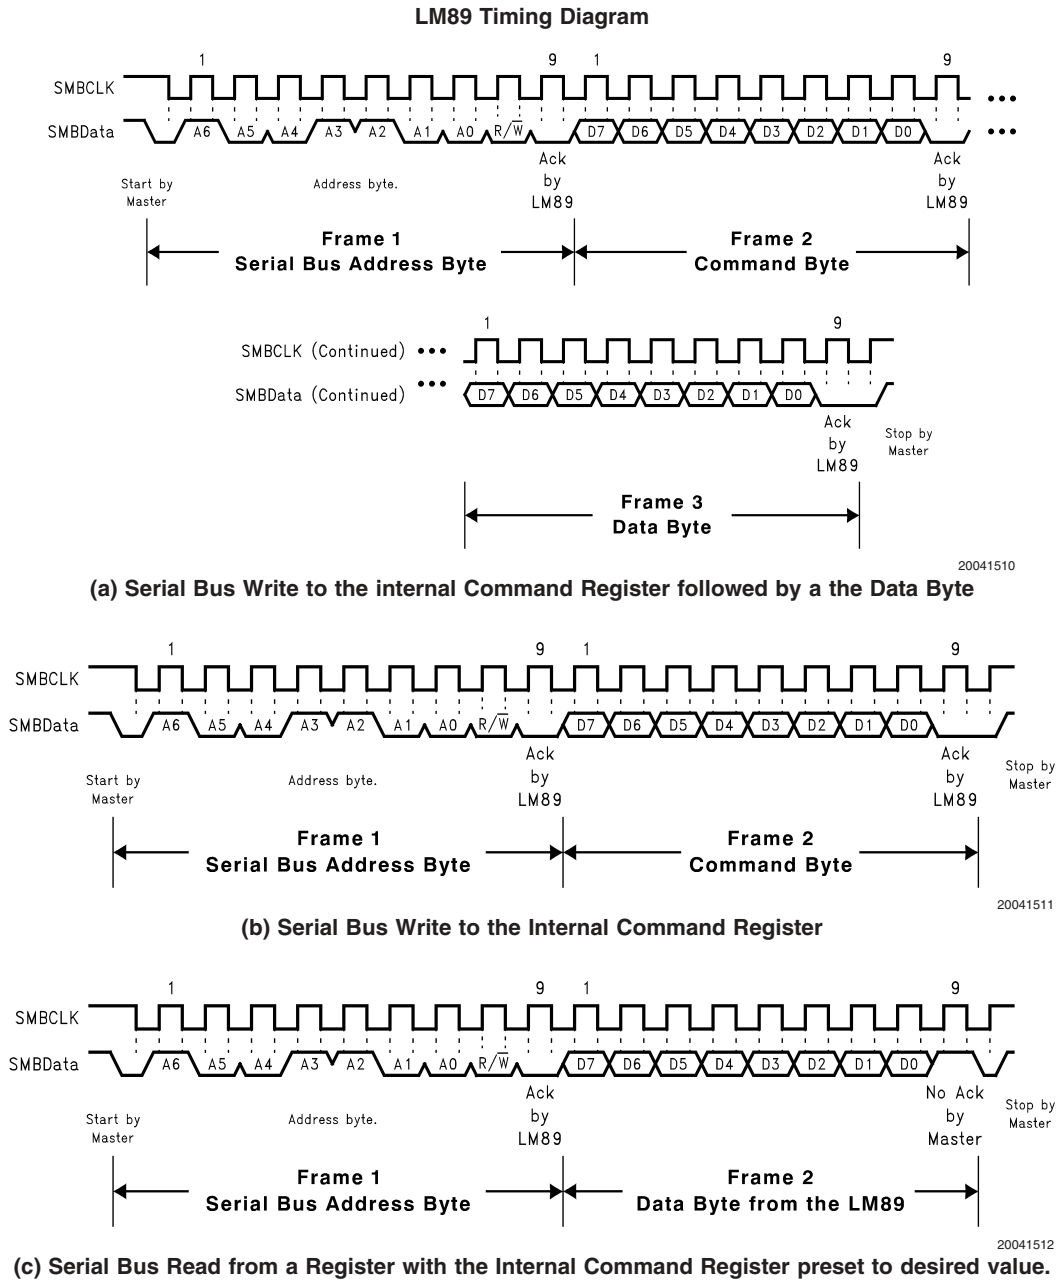 LM89 Timing Diagram
1 9 1 9
SMBCLK
SMBData A6 A5 A4 A3 A2 A1 A0 R/W̅ D7 D6 D5 D4 D3 D2 D1 D0
Start by
Master
Address byte.
Ack
by
LM89
Ack
by
LM89
Frame 1
Serial Bus Address Byte
Frame 2
Command Byte
1 9
SMBCLK (Continued)
SMBData (Continued) D7 D6 D5 D4 D3 D2 D1 D0
Ack
by
LM89
Stop by
Master
Frame 3
Data Byte
20041510
(a) Serial Bus Write to the internal Command Register followed by a the Data Byte
1 9 1 9
SMBCLK
SMBData A6 A5 A4 A3 A2 A1 A0 R/W̅ D7 D6 D5 D4 D3 D2 D1 D0
Start by
Master
Address byte.
Ack
by
LM89
Ack
by
LM89
Stop by
Master
Frame 1
Serial Bus Address Byte
Frame 2
Command Byte
20041511
(b) Serial Bus Write to the Internal Command Register
1 9 1 9
SMBCLK
SMBData A6 A5 A4 A3 A2 A1 A0 R/W̅ D7 D6 D5 D4 D3 D2 D1 D0
Start by
Master
Address byte.
Ack
by
LM89
No Ack
by
Master
Stop by
Master
Frame 1
Serial Bus Address Byte
Frame 2
Data Byte from the LM89
20041512
(c) Serial Bus Read from a Register with the Internal Command Register preset to desired value.